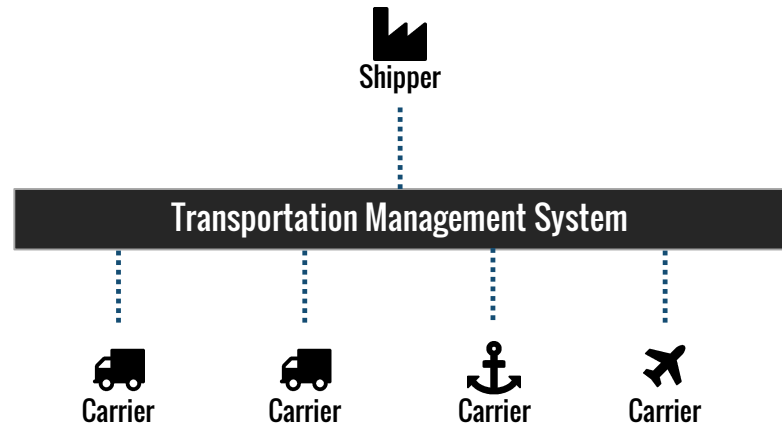 Shipper
Transportation Management System
Carrier
Carrier
Carrier
Carrier